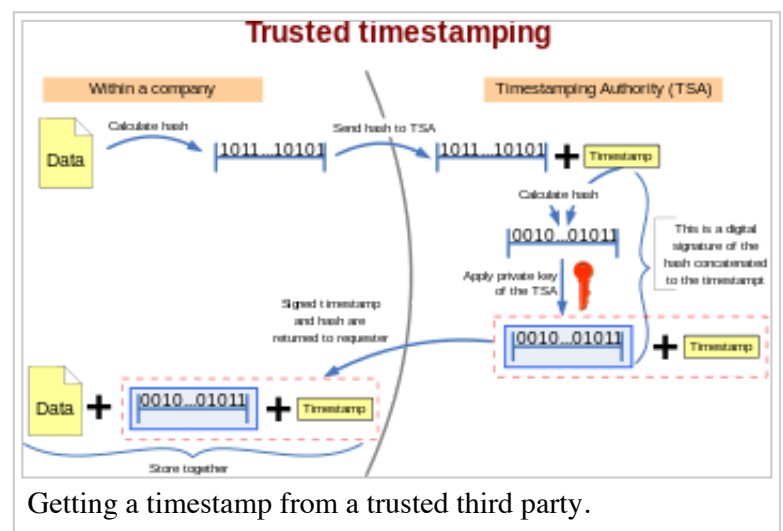 Trusted timestamping
Within a company
Timestamping Authority (TSA)
Data
Calculate hash
1011...10101
Send hash to TSA
1011...10101
+
Timestamp
Calculate hash
0010...01011
Apply private key
of the TSA
This is a digital
signature of the
hash concatenated
to the timestampt
0010...01011
+
Timestamp
Signed timestamp
and hash are
returned to requester
Data
+
0010...01011
+
Timestamp
Store together
Getting a timestamp from a trusted third party.